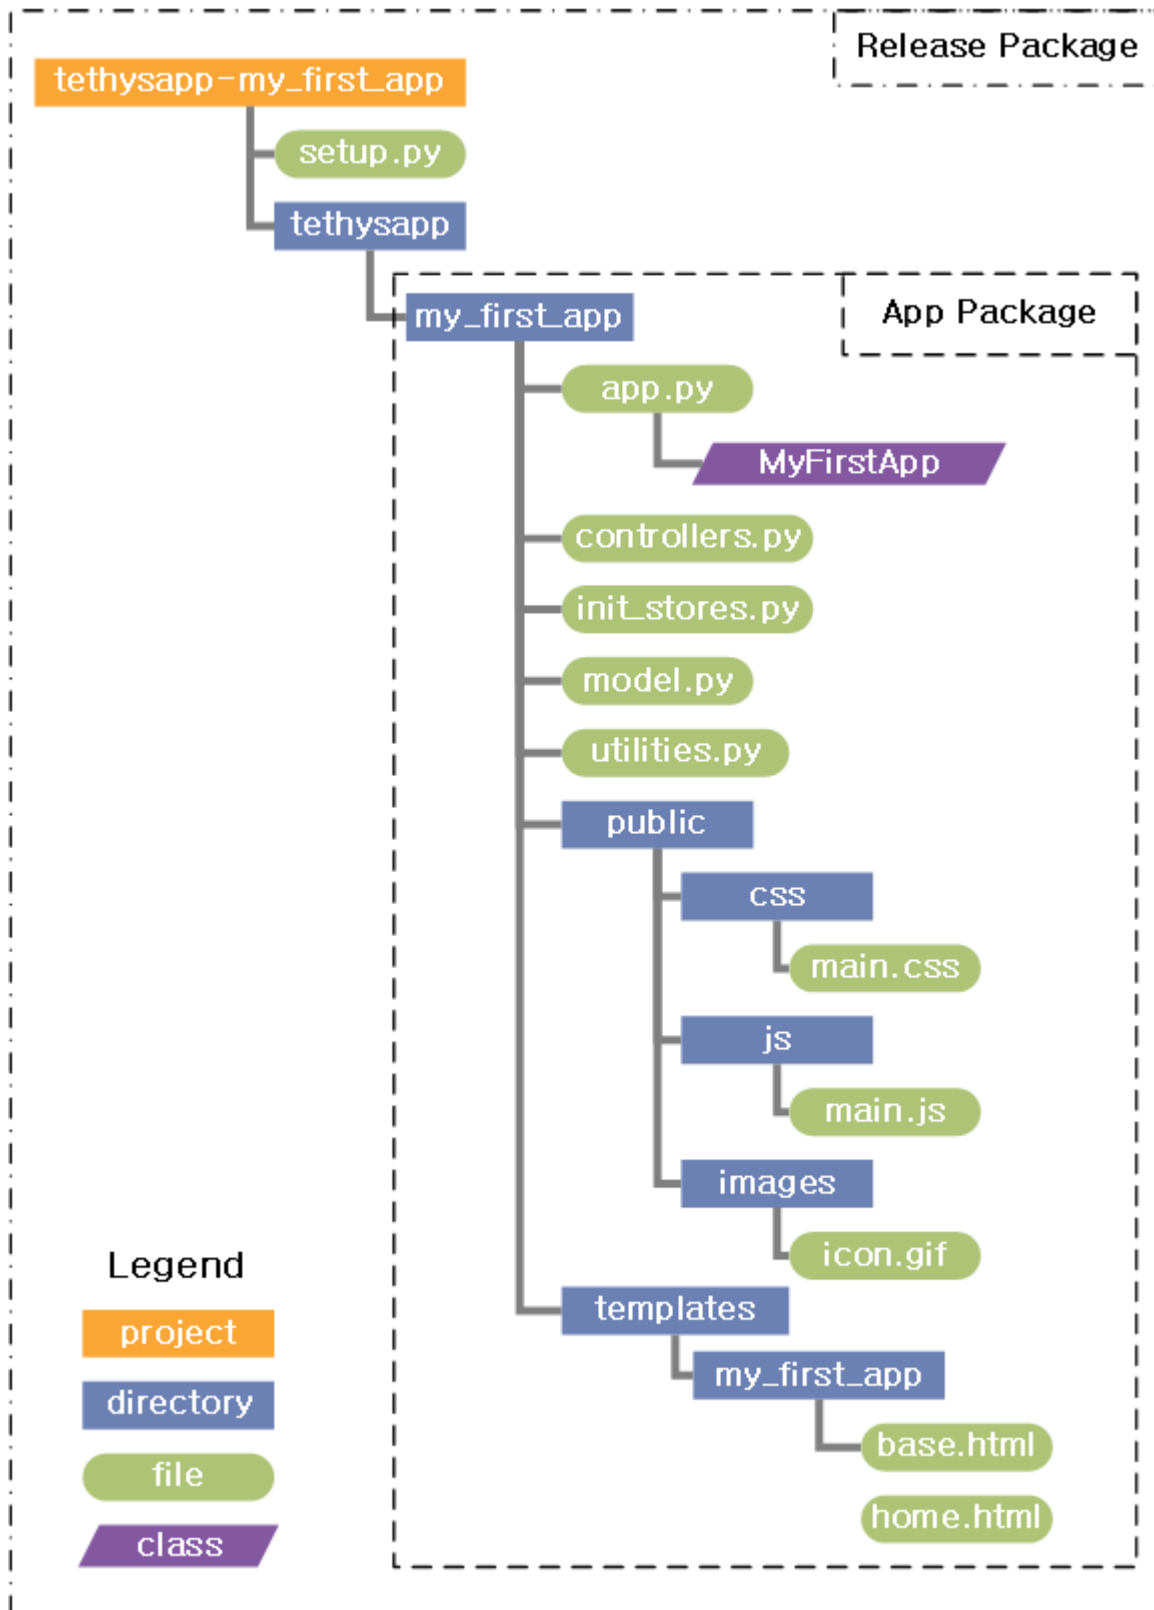 Release Package
tethysapp-my_first_app
setup.py
tethysapp
App Package
my_first_app
app.py
MyFirstApp
controllers.py
init_stores.py
model.py
utilities.py
public
css
main.css
js
main.js
images
icon.gif
templates
my_first_app
base.html
home.html
Legend
project
directory
file
class